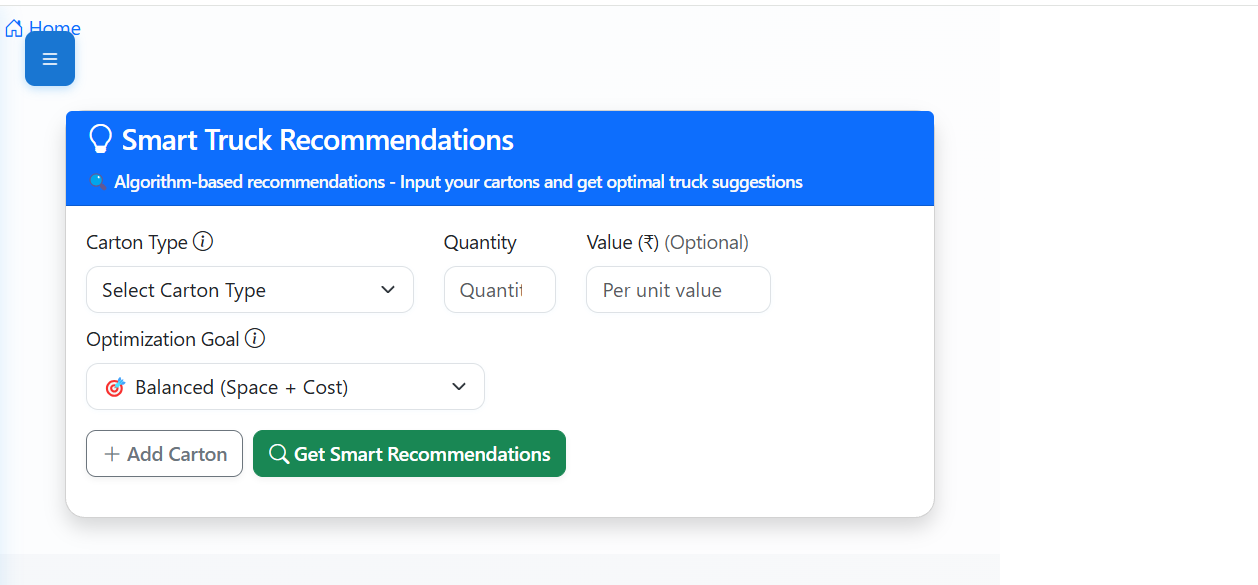 Home
Smart Truck Recommendations
Algorithm-based recommendations - Input your cartons and get optimal truck suggestions
Carton Type Quantity Value (₹) (Optional)
Select Carton Type Quantit Per unit value
Optimization Goal
Balanced (Space + Cost)
+ Add Carton Get Smart Recommendations